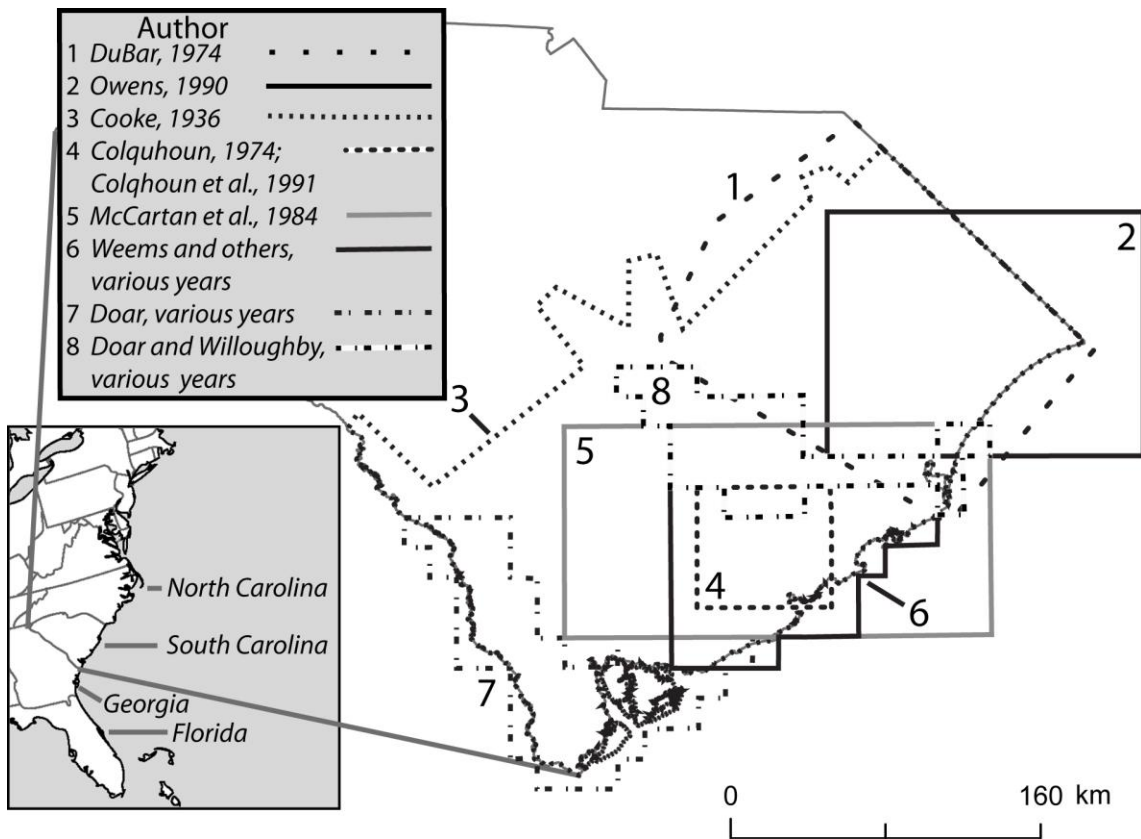 Author
1 DuBar, 1974
2 Owens, 1990
3 Cooke, 1936
4 Colquhoun, 1974;
Colqhoun et al., 1991
5 McCartan et al., 1984
6 Weems and others,
various years
7 Doar, various years
8 Doar and Willoughby,
various years
1
2
3
8
5
4
6
7
North Carolina
South Carolina
Georgia
Florida
0 160 km